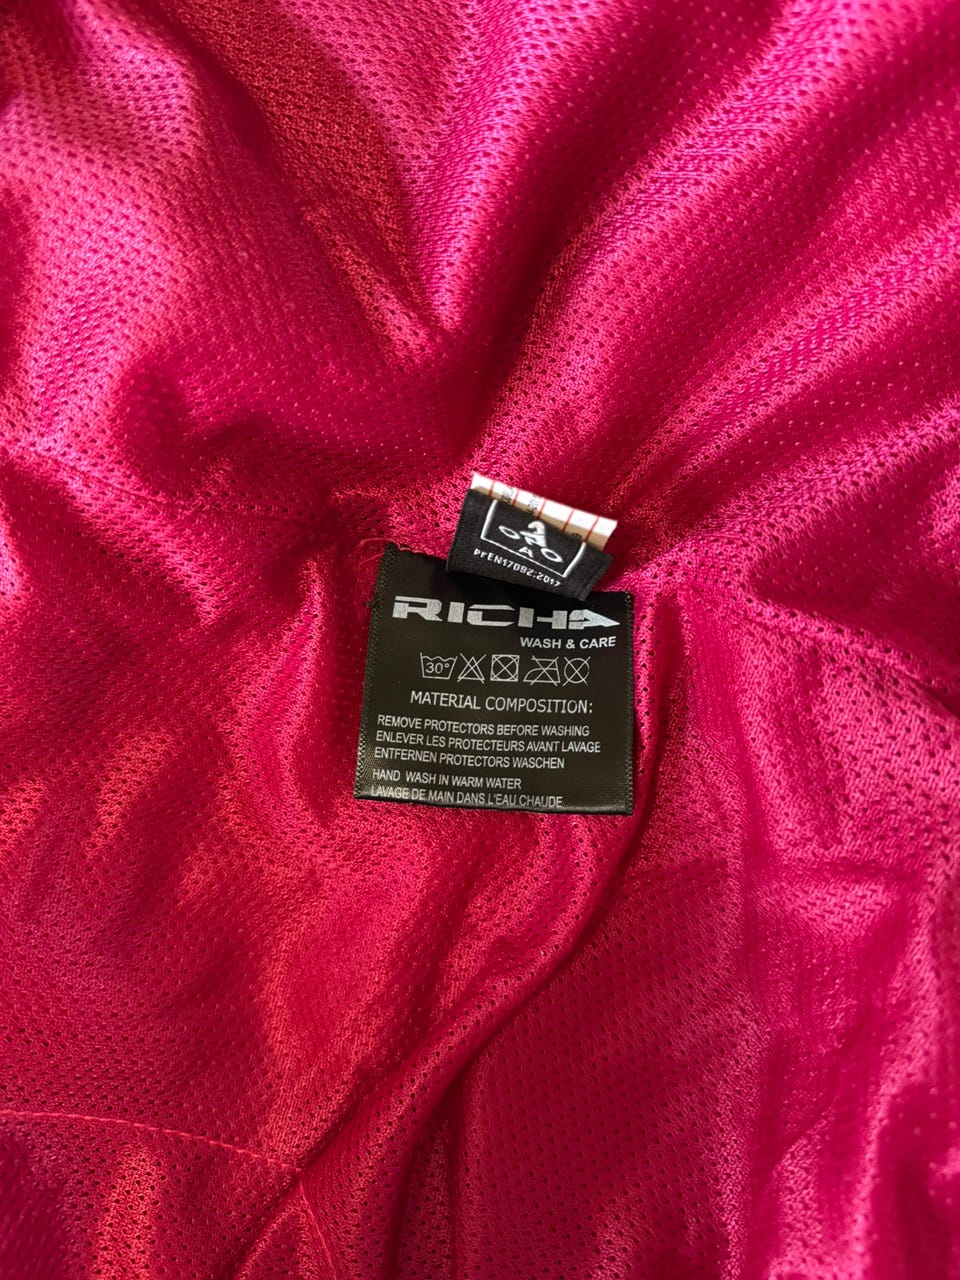 A
PrEN17092:2017
RICHA
WASH & CARE
30°
MATERIAL COMPOSITION:
REMOVE PROTECTORS BEFORE WASHING
ENLEVER LES PROTECTEURS AVANT LAVAGE
ENTFERNEN PROTECTORS WASCHEN
HAND WASH IN WARM WATER
LAVAGE DE MAIN DANS L'EAU CHAUDE